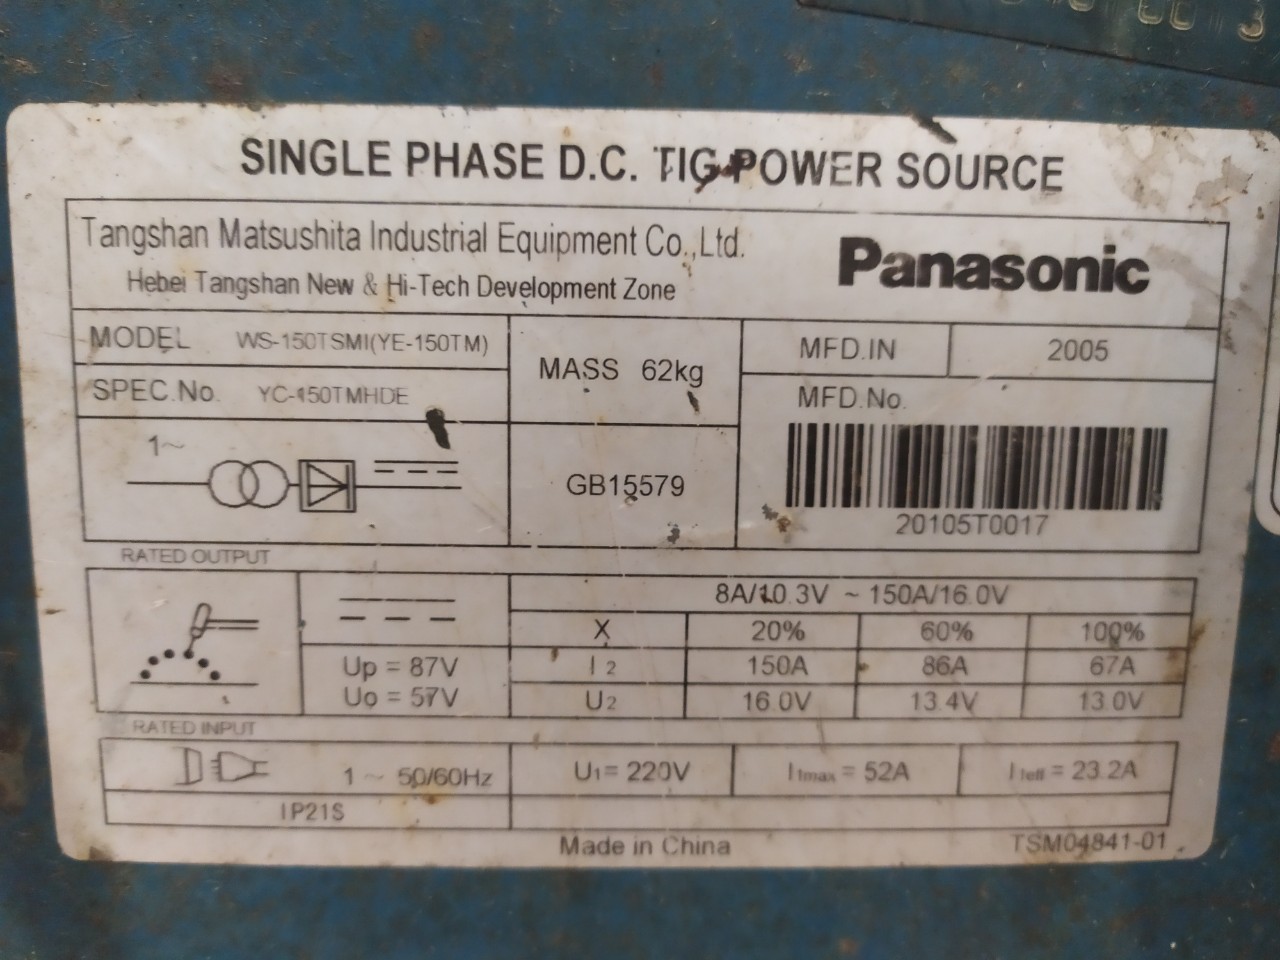 SINGLE PHASE D.C. TIG POWER SOURCE
Tangshan Matsushita Industrial Equipment Co.,Ltd.
Hebei Tangshan New & Hi-Tech Development Zone
Panasonic
MODEL WS-150TSMI(YE-150TM)
SPEC.No. YC-150TMHDE
MASS 62kg
MFD.IN 2005
MFD.No.
20105T0017
1~
GB15579
RATED OUTPUT
8A/10.3V ~ 150A/16.0V
X 20% 60% 100%
Up = 87V
Uo = 57V
I2 150A 86A 67A
U2 16.0V 13.4V 13.0V
RATED INPUT
1 ~ 50/60Hz U1= 220V I1max = 52A I1eff = 23.2A
IP21S
Made in China
TSM04841-01